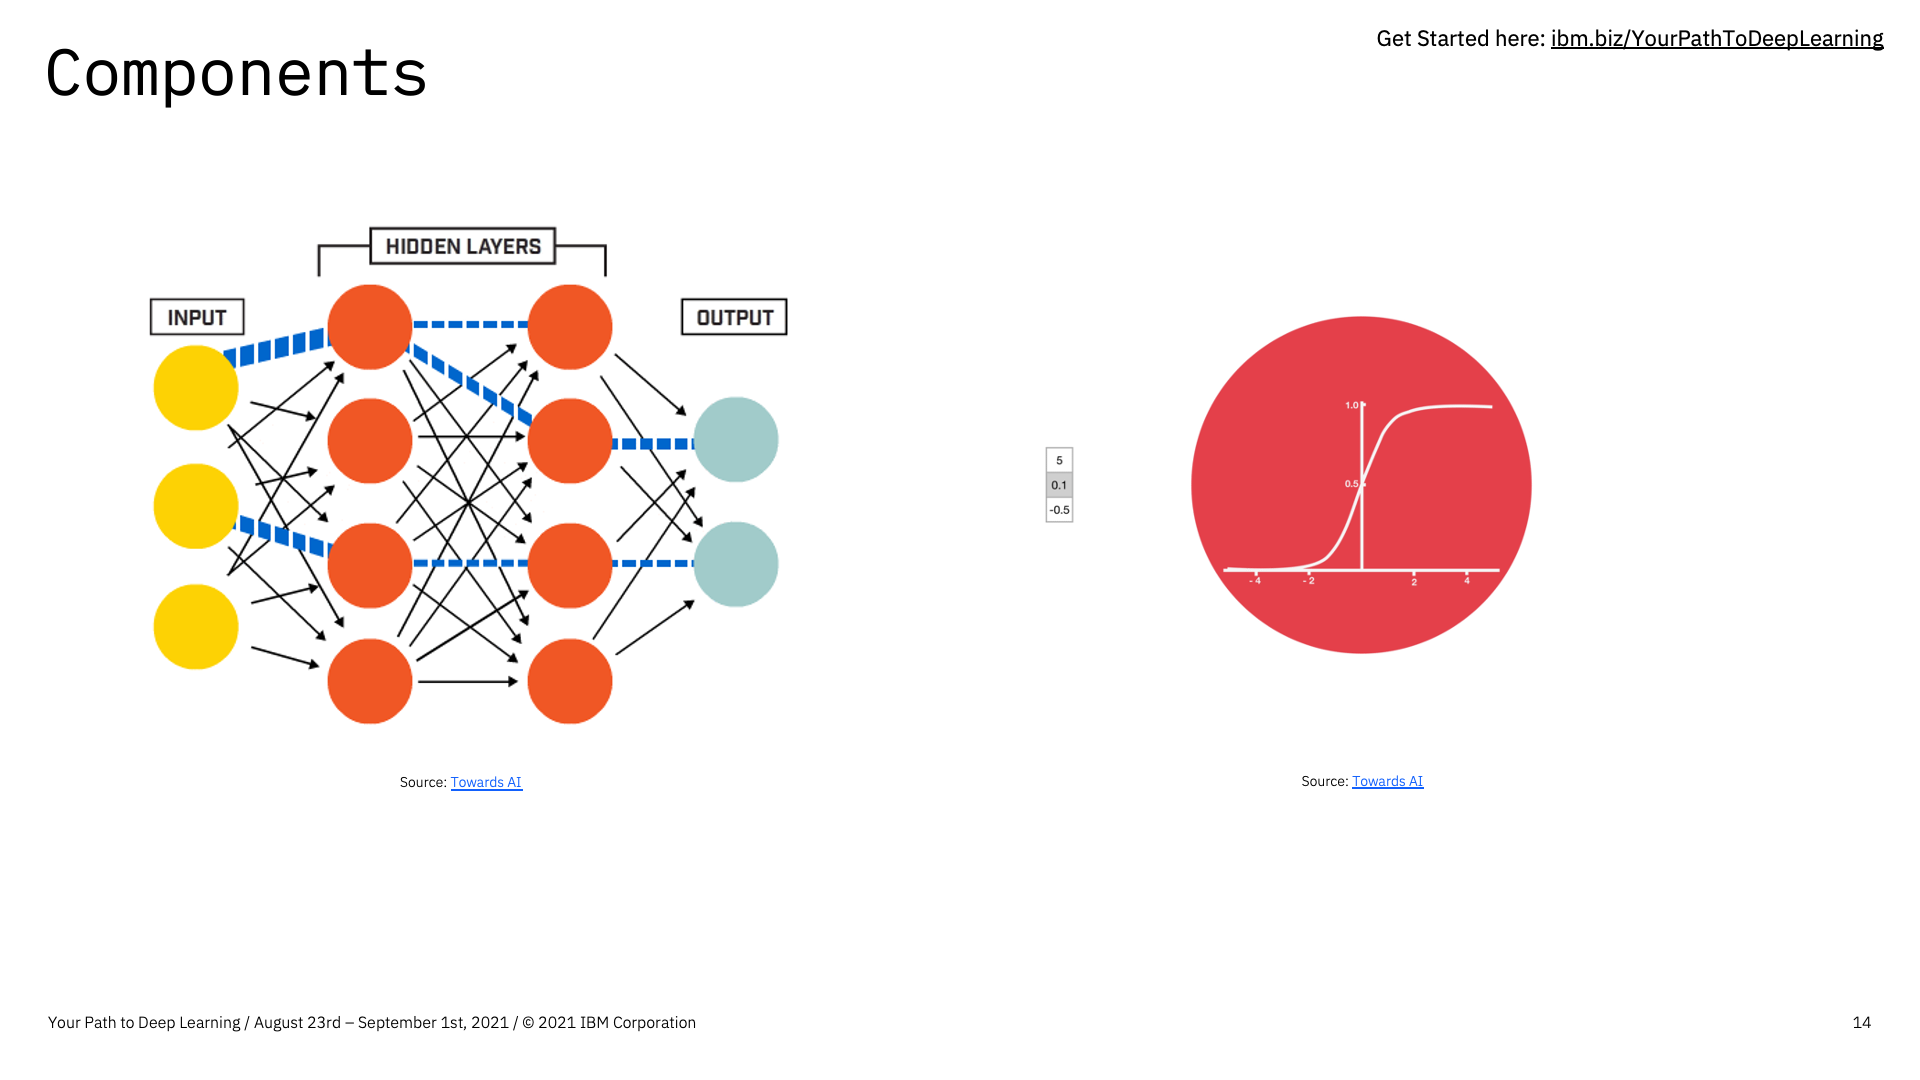 Get Started here: ibm.biz/YourPathToDeepLearning
Components
HIDDEN LAYERS
INPUT
OUTPUT
5
0.1
-0.5
1.0
0.5
- 4
- 2
2
4
Source: Towards AI
Source: Towards AI
Your Path to Deep Learning / August 23rd – September 1st, 2021 / © 2021 IBM Corporation
14